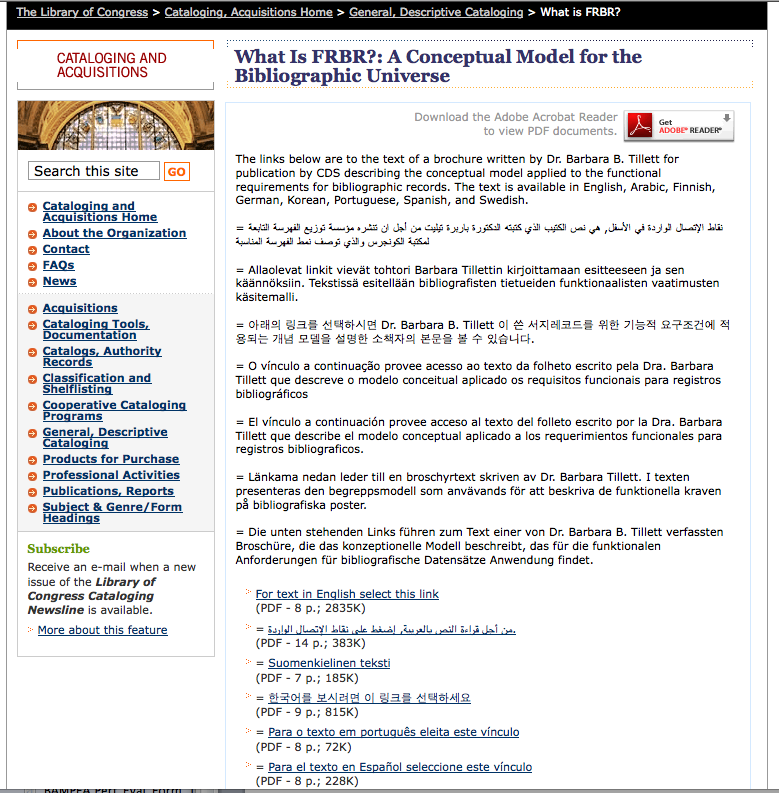 The Library of Congress > Cataloging, Acquisitions Home > General, Descriptive Cataloging > What is FRBR?
CATALOGING AND
ACQUISITIONS
Search this site GO
Cataloging and
Acquisitions Home
About the Organization
Contact
FAQs
News
Acquisitions
Cataloging Tools,
Documentation
Catalogs, Authority
Records
Classification and
Shelflisting
Cooperative Cataloging
Programs
General, Descriptive
Cataloging
Products for Purchase
Professional Activities
Publications, Reports
Subject & Genre/Form
Headings
Subscribe
Receive an e-mail when a new
issue of the Library of
Congress Cataloging
Newsline is available.
More about this feature
What Is FRBR?: A Conceptual Model for the
Bibliographic Universe
Download the Adobe Acrobat Reader
to view PDF documents.
Get
ADOBE® READER®
The links below are to the text of a brochure written by Dr. Barbara B. Tillett for
publication by CDS describing the conceptual model applied to the functional
requirements for bibliographic records. The text is available in English, Arabic, Finnish,
German, Korean, Portuguese, Spanish, and Swedish.
= نقاط الإتصال الواردة في الأسفل, هي نص الكتيب الذي كتبته الدكتورة باربرة تيليت من أجل ان تنشره مؤسسة توزيع الفهرسة التابعة
لمكتبة الكونجرس والذي توصف نمط الفهرسة المناسبة
= Allaolevat linkit vievät tohtori Barbara Tillettin kirjoittamaan esitteeseen ja sen
käännöksiin. Tekstissä esitellään bibliografisten tietueiden funktionaalisten vaatimusten
käsitemalli.
= 아래의 링크를 선택하시면 Dr. Barbara B. Tillett 이 쓴 서지레코드를 위한 기능적 요구조건에 적
용되는 개념 모델을 설명한 소책자의 본문을 볼 수 있습니다.
= O vínculo a continuação provee acesso ao texto da folheto escrito pela Dra. Barbara
Tillett que descreve o modelo conceitual aplicado os requisitos funcionais para registros
bibliográficos
= El vínculo a continuación provee acceso al texto del folleto escrito por la Dra. Barbara
Tillett que describe el modelo conceptual aplicado a los requerimientos funcionales para
registros bibliograficos.
= Länkama nedan leder till en broschyrtext skriven av Dr. Barbara Tillett. I texten
presenteras den begreppsmodell som anvävands för att beskriva de funktionella kraven
på bibliografiska poster.
= Die unten stehenden Links führen zum Text einer von Dr. Barbara B. Tillett verfassten
Broschüre, die das konzeptionelle Modell beschreibt, das für die funktionalen
Anforderungen für bibliografische Datensätze Anwendung findet.
For text in English select this link
(PDF - 8 p.; 2835K)
= من أجل قراءة النص بالعربية, إضغط على نقاط الإتصال الواردة.
(PDF - 14 p.; 383K)
= Suomenkielinen teksti
(PDF - 7 p.; 185K)
= 한국어를 보시려면 이 링크를 선택하세요
(PDF - 9 p.; 815K)
= Para o texto em português eleita este vínculo
(PDF - 8 p.; 72K)
= Para el texto en Español seleccione este vínculo
(PDF - 8 p.; 228K)